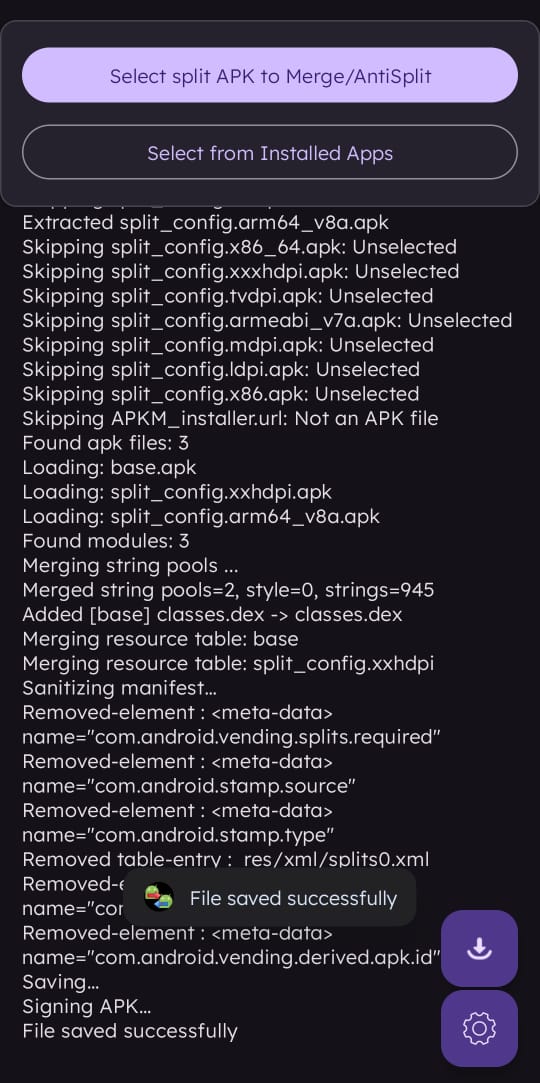 Select split APK to Merge/AntiSplit
Select from Installed Apps
Extracted split_config.arm64_v8a.apk
Skipping split_config.x86_64.apk: Unselected
Skipping split_config.xxxhdpi.apk: Unselected
Skipping split_config.tvdpi.apk: Unselected
Skipping split_config.armeabi_v7a.apk: Unselected
Skipping split_config.mdpi.apk: Unselected
Skipping split_config.ldpi.apk: Unselected
Skipping split_config.x86.apk: Unselected
Skipping APKM_installer.url: Not an APK file
Found apk files: 3
Loading: base.apk
Loading: split_config.xxhdpi.apk
Loading: split_config.arm64_v8a.apk
Found modules: 3
Merging string pools ...
Merged string pools=2, style=0, strings=945
Added [base] classes.dex -> classes.dex
Merging resource table: base
Merging resource table: split_config.xxhdpi
Sanitizing manifest...
Removed-element : <meta-data>
name="com.android.vending.splits.required"
Removed-element : <meta-data>
name="com.android.stamp.source"
Removed-element : <meta-data>
name="com.android.stamp.type"
Removed table-entry : res/xml/splits0.xml
Removed-e
name="cor
File saved successfully
Removed-element : <meta-data>
name="com.android.vending.derived.apk.id"
Saving...
Signing APK...
File saved successfully